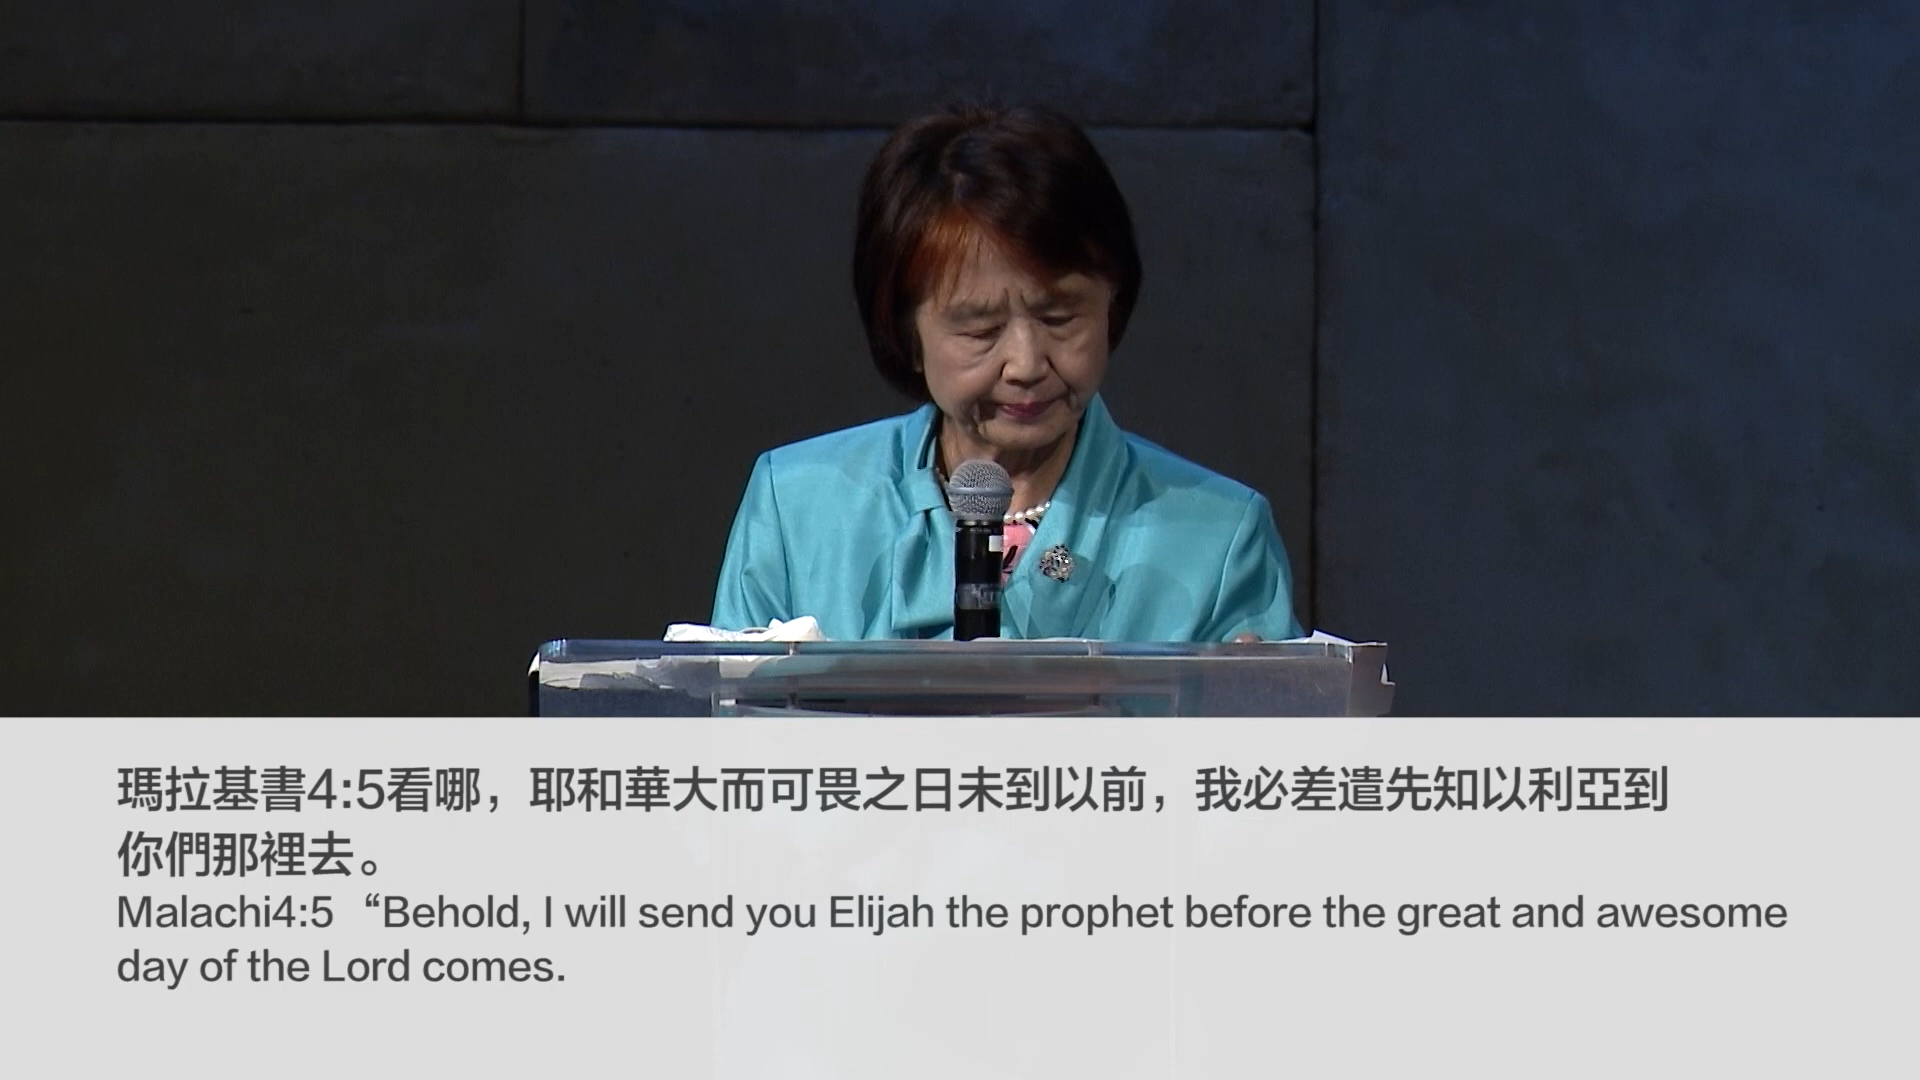 瑪拉基書4:5看哪，耶和華大而可畏之日未到以前，我必差遣先知以利亞到
你們那裡去。
Malachi4:5 “Behold, I will send you Elijah the prophet before the great and awesome
day of the Lord comes.